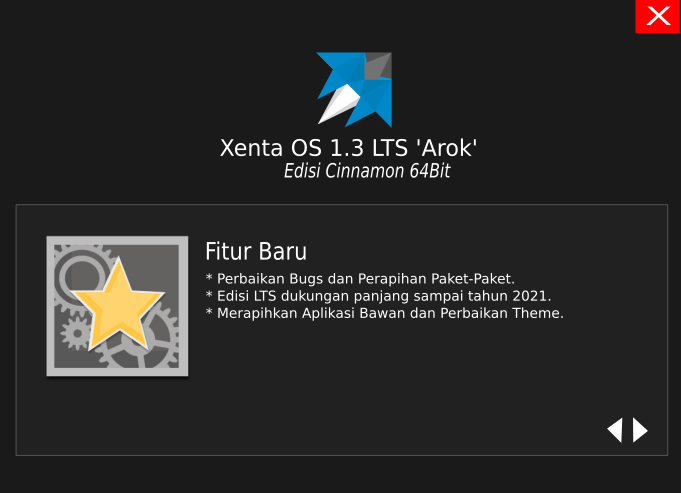 Xenta OS 1.3 LTS 'Arok'
Edisi Cinnamon 64Bit
Fitur Baru
* Perbaikan Bugs dan Perapihan Paket-Paket.
* Edisi LTS dukungan panjang sampai tahun 2021.
* Merapihkan Aplikasi Bawan dan Perbaikan Theme.